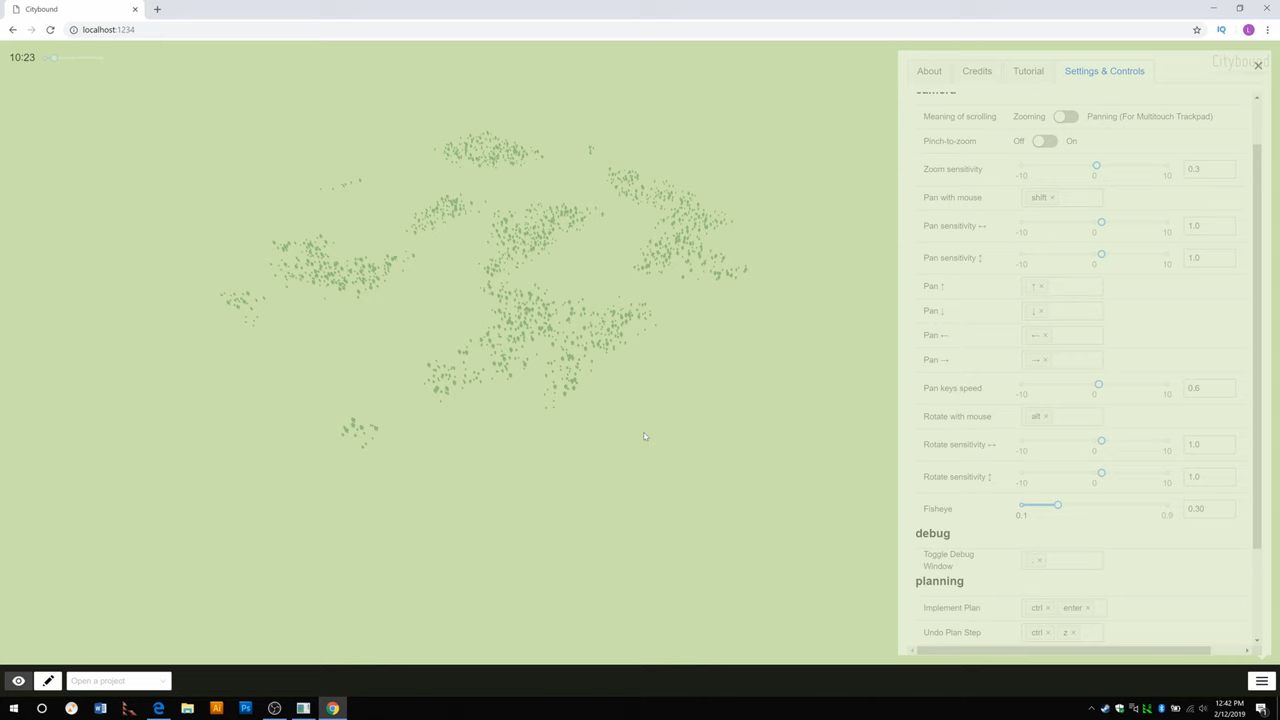 Citybound
localhost:1234
IQ
L
10:23
Citybound
About Credits Tutorial Settings & Controls
camera
Meaning of scrolling Zooming Panning (For Multitouch Trackpad)
Pinch-to-zoom Off On
Zoom sensitivity -10 0 10 0.3
Pan with mouse shift ×
Pan sensitivity ↔ -10 0 10 1.0
Pan sensitivity ↕ -10 0 10 1.0
Pan ↑ ↑ ×
Pan ↓ ↓ ×
Pan ← ← ×
Pan → → ×
Pan keys speed -10 0 10 0.6
Rotate with mouse alt ×
Rotate sensitivity ↔ -10 0 10 1.0
Rotate sensitivity ↕ -10 0 10 1.0
Fisheye 0.1 0.9 0.30
debug
Toggle Debug
Window . ×
planning
Implement Plan ctrl × enter ×
Undo Plan Step ctrl × z ×
Open a project
Ai Ps
12:42 PM
2/12/2019